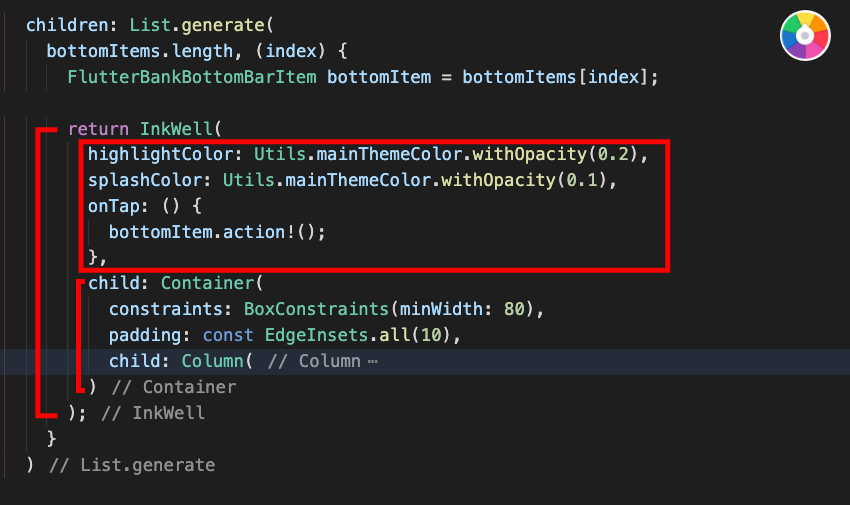 children: List.generate(
bottomItems.length, (index) {
FlutterBankBottomBarItem bottomItem = bottomItems[index];
return InkWell(
highlightColor: Utils.mainThemeColor.withOpacity(0.2),
splashColor: Utils.mainThemeColor.withOpacity(0.1),
onTap: () {
bottomItem.action!();
},
child: Container(
constraints: BoxConstraints(minWidth: 80),
padding: const EdgeInsets.all(10),
child: Column( // Column ⋯
) // Container
); // InkWell
}
) // List.generate